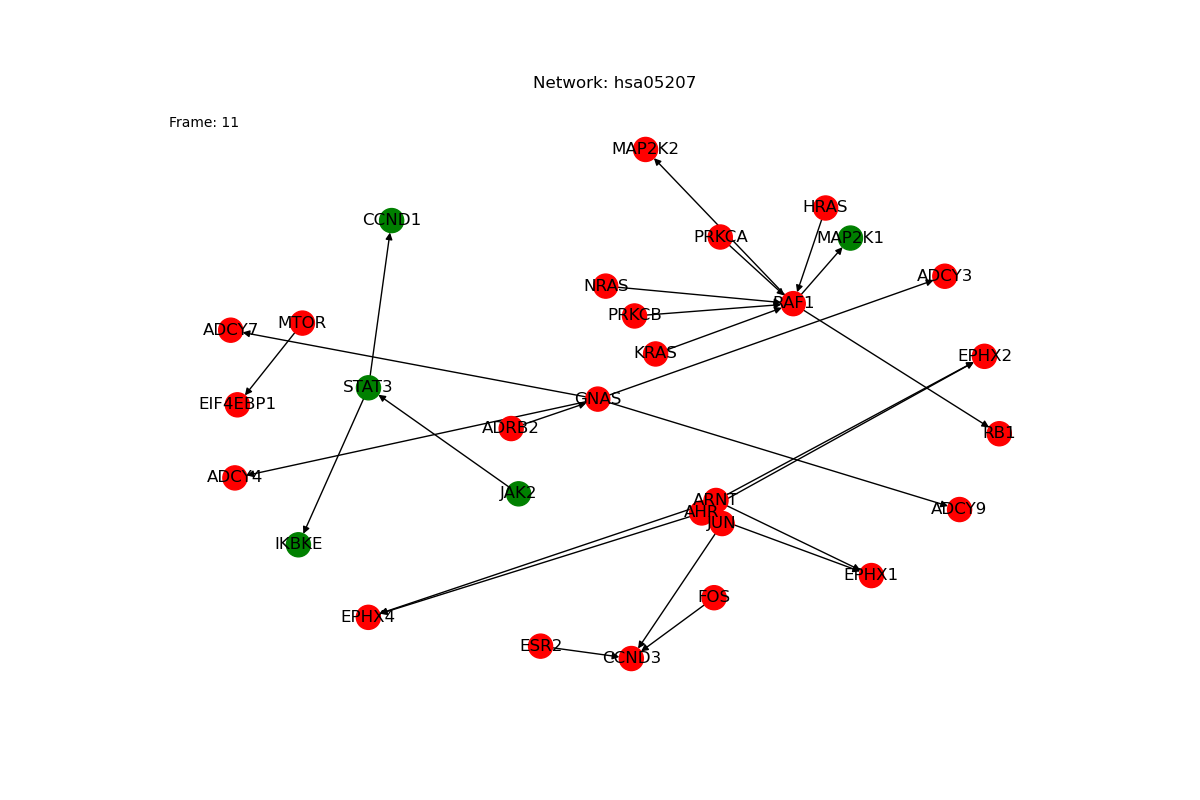 Network: hsa05207
Frame: 11
MAP2K2
HRAS
CCND1
PRKCA
MAP2K1
ADCY3
NRAS
RAF1
PRKCB
MTOR
ADCY7
KRAS
EPHX2
STAT3
GNAS
EIF4EBP1
ADRB2
RB1
ADCY4
JAK2
ARNT
ADCY9
AHR
JUN
IKBKE
EPHX1
FOS
EPHX4
ESR2
CCND3